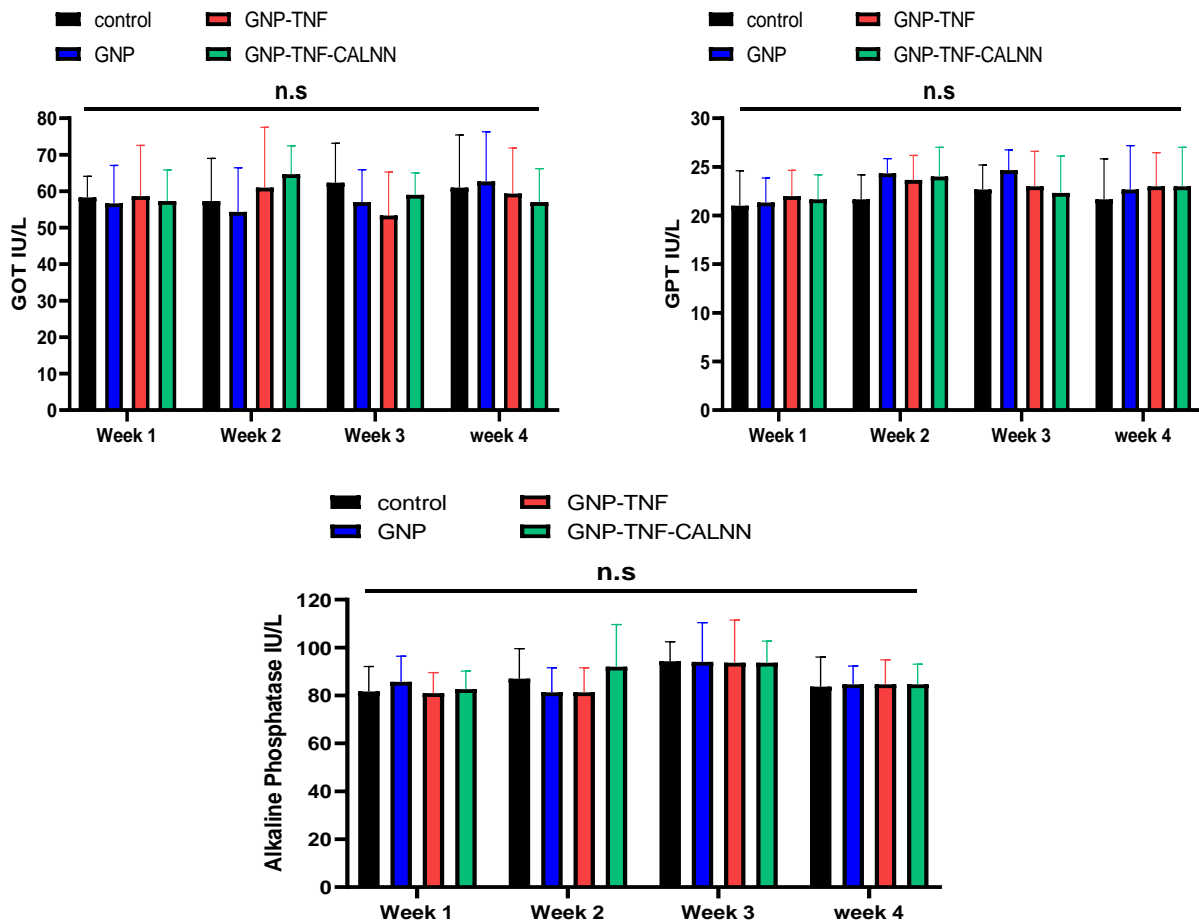 control GNP-TNF
GNP GNP-TNF-CALNN
n.s
80
70
60
50
40
30
20
10
0
GOT IU/L
Week 1 Week 2 Week 3 week 4
control GNP-TNF
GNP GNP-TNF-CALNN
n.s
30
25
20
15
10
5
0
GPT IU/L
Week 1 Week 2 Week 3 week 4
control GNP-TNF
GNP GNP-TNF-CALNN
n.s
120
100
80
60
40
20
0
Alkaline Phosphatase IU/L
Week 1 Week 2 Week 3 week 4